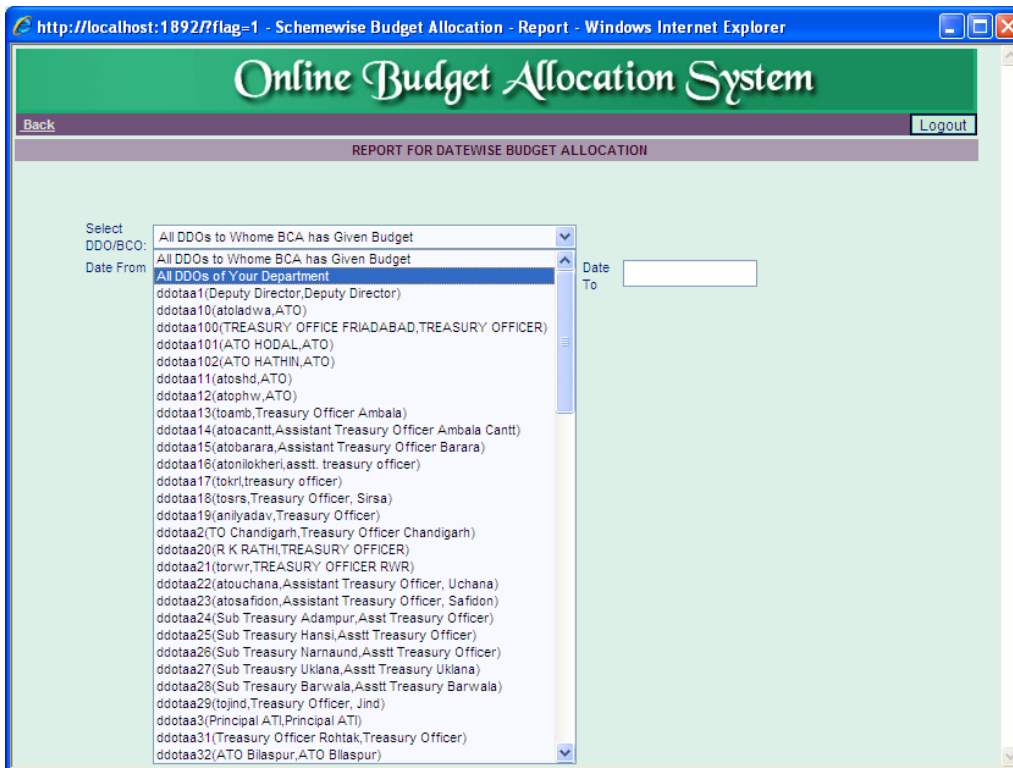 http://localhost:1892/?flag=1 - Schemewise Budget Allocation - Report - Windows Internet Explorer
Online Budget Allocation System
Back Logout
REPORT FOR DATEWISE BUDGET ALLOCATION
Select DDO/BCO: All DDOs to Whome BCA has Given Budget
Date From Date To
All DDOs to Whome BCA has Given Budget
All DDOs of Your Department
ddotaa1(Deputy Director,Deputy Director)
ddotaa10(atoladwa,ATO)
ddotaa100(TREASURY OFFICE FRIADABAD,TREASURY OFFICER)
ddotaa101(ATO HODAL,ATO)
ddotaa102(ATO HATHIN,ATO)
ddotaa11(atoshd,ATO)
ddotaa12(atophw,ATO)
ddotaa13(toamb,Treasury Officer Ambala)
ddotaa14(atoacantt,Assistant Treasury Officer Ambala Cantt)
ddotaa15(atobarara,Assistant Treasury Officer Barara)
ddotaa16(atonilokheri,asstt. treasury officer)
ddotaa17(tokrl,treasury officer)
ddotaa18(tosrs,Treasury Officer, Sirsa)
ddotaa19(anilyadav,Treasury Officer)
ddotaa2(TO Chandigarh,Treasury Officer Chandigarh)
ddotaa20(R K RATHI,TREASURY OFFICER)
ddotaa21(torwr,TREASURY OFFICER RWR)
ddotaa22(atouchana,Assistant Treasury Officer, Uchana)
ddotaa23(atosafidon,Assistant Treasury Officer, Safidon)
ddotaa24(Sub Treasury Adampur,Asst Treasury Officer)
ddotaa25(Sub Treasury Hansi,Asstt Treasury Officer)
ddotaa26(Sub Treasury Narnaund,Asstt Treasury Officer)
ddotaa27(Sub Treausry Uklana,Asstt Treasury Uklana)
ddotaa28(Sub Tresaury Barwala,Asstt Treasury Barwala)
ddotaa29(tojind,Treasury Officer, Jind)
ddotaa3(Principal ATI,Principal ATI)
ddotaa31(Treasury Officer Rohtak,Treasury Officer)
ddotaa32(ATO Bilaspur,ATO BIlaspur)